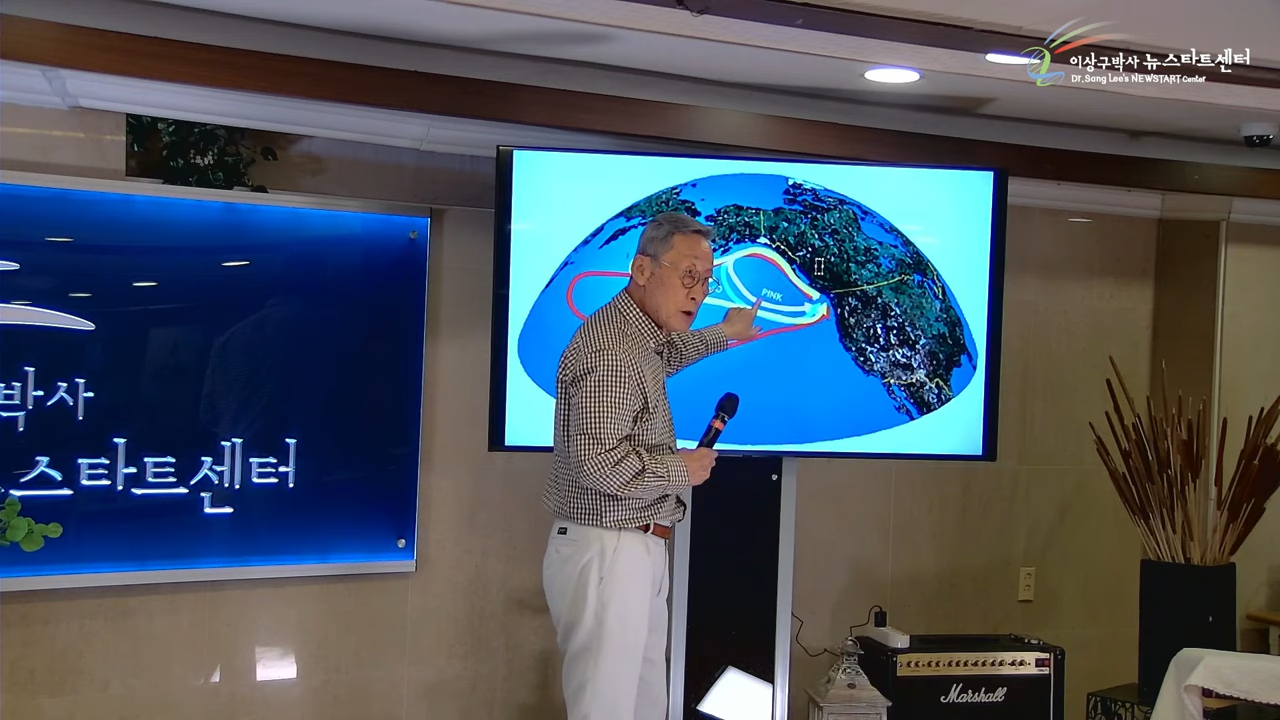 이상구박사 뉴스타트센터
Dr. Sang Lee's NEWSTART Center
PINK
박사
스타트센터
Marshall